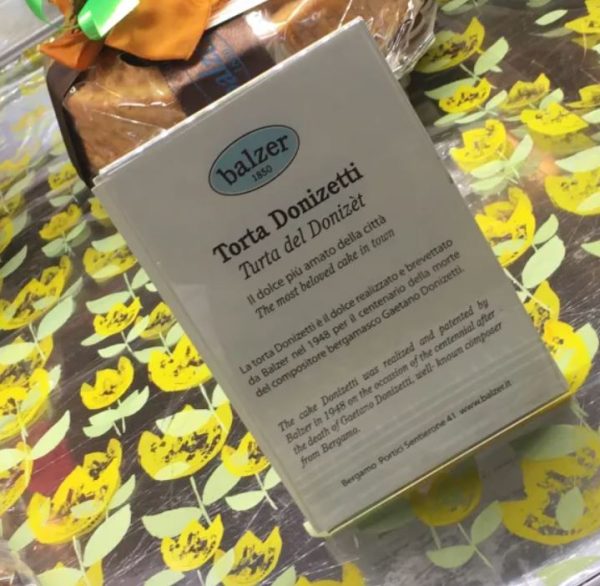 balzer
1850
Torta Donizetti
Turta del Donizèt
Il dolce più amato della città
The most beloved cake in town
La torta Donizetti è il dolce realizzato e brevettato
da Balzer nel 1948 per il centenario della morte
del compositore bergamasco Gaetano Donizetti.
The cake Donizetti was realized and patented by
Balzer in 1948 on the occasion of the centennial after
the death of Gaetano Donizetti, well- known composer
from Bergamo.
Bergamo Portici Sentierone 41 www.balzer.it